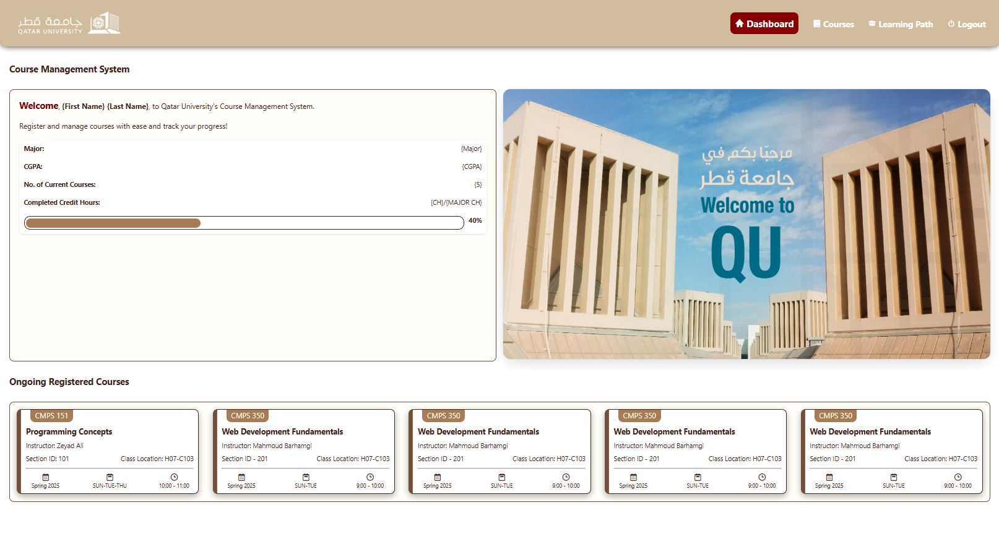 جامعة قطر
QATAR UNIVERSITY
Dashboard
Courses
Learning Path
Logout
Course Management System
Welcome, {First Name} {Last Name}, to Qatar University's Course Management System.
Register and manage courses with ease and track your progress!
Major: {Major}
CGPA: {CGPA}
No. of Current Courses: {5}
Completed Credit Hours: {CH}/{MAJOR CH}
40%
مرحبًا بكم في
جامعة قطر
Welcome to
QU
Ongoing Registered Courses
CMPS 151
Programming Concepts
Instructor: Zeyad Ali
Section ID: 101 Class Location: H07-C103
Spring 2025 SUN-TUE-THU 10:00 - 11:00
CMPS 350
Web Development Fundamentals
Instructor: Mahmoud Barhamgi
Section ID - 201 Class Location: H07-C103
Spring 2025 SUN-TUE 9:00 - 10:00
CMPS 350
Web Development Fundamentals
Instructor: Mahmoud Barhamgi
Section ID - 201 Class Location: H07-C103
Spring 2025 SUN-TUE 9:00 - 10:00
CMPS 350
Web Development Fundamentals
Instructor: Mahmoud Barhamgi
Section ID - 201 Class Location: H07-C103
Spring 2025 SUN-TUE 9:00 - 10:00
CMPS 350
Web Development Fundamentals
Instructor: Mahmoud Barhamgi
Section ID - 201 Class Location: H07-C103
Spring 2025 SUN-TUE 9:00 - 10:00